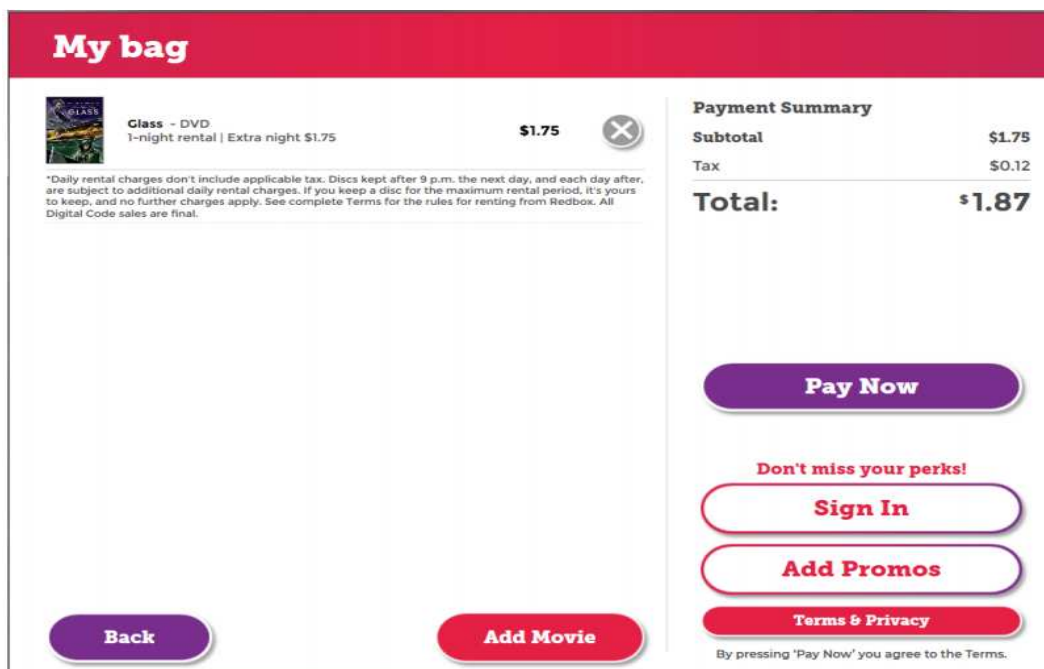 My bag
GLASS
Glass - DVD
1-night rental | Extra night $1.75
$1.75
*Daily rental charges don't include applicable tax. Discs kept after 9 p.m. the next day, and each day after,
are subject to additional daily rental charges. If you keep a disc for the maximum rental period, it's yours
to keep, and no further charges apply. See complete Terms for the rules for renting from Redbox. All
Digital Code sales are final.
Payment Summary
Subtotal $1.75
Tax $0.12
Total: $1.87
Pay Now
Don't miss your perks!
Sign In
Add Promos
Terms & Privacy
By pressing 'Pay Now' you agree to the Terms.
Back
Add Movie